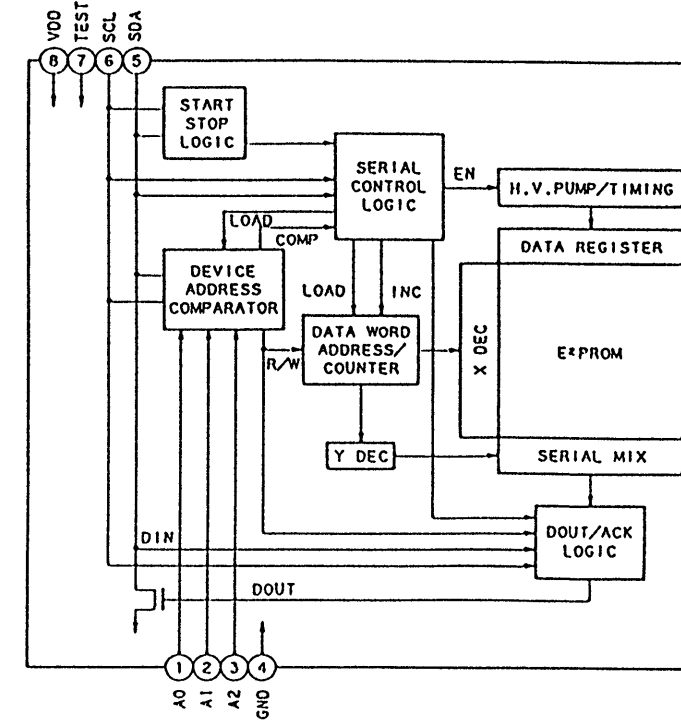 VDD
TEST
SCL
SDA
8
7
6
5
START
STOP
LOGIC
SERIAL
CONTROL
LOGIC
EN
H.V.PUMP/TIMING
LOAD
COMP
DATA REGISTER
DEVICE
ADDRESS
COMPARATOR
LOAD
INC
DATA WORD
ADDRESS/
COUNTER
R/W
X DEC
E²PROM
Y DEC
SERIAL MIX
DIN
DOUT/ACK
LOGIC
DOUT
1
2
3
4
A0
A1
A2
GND